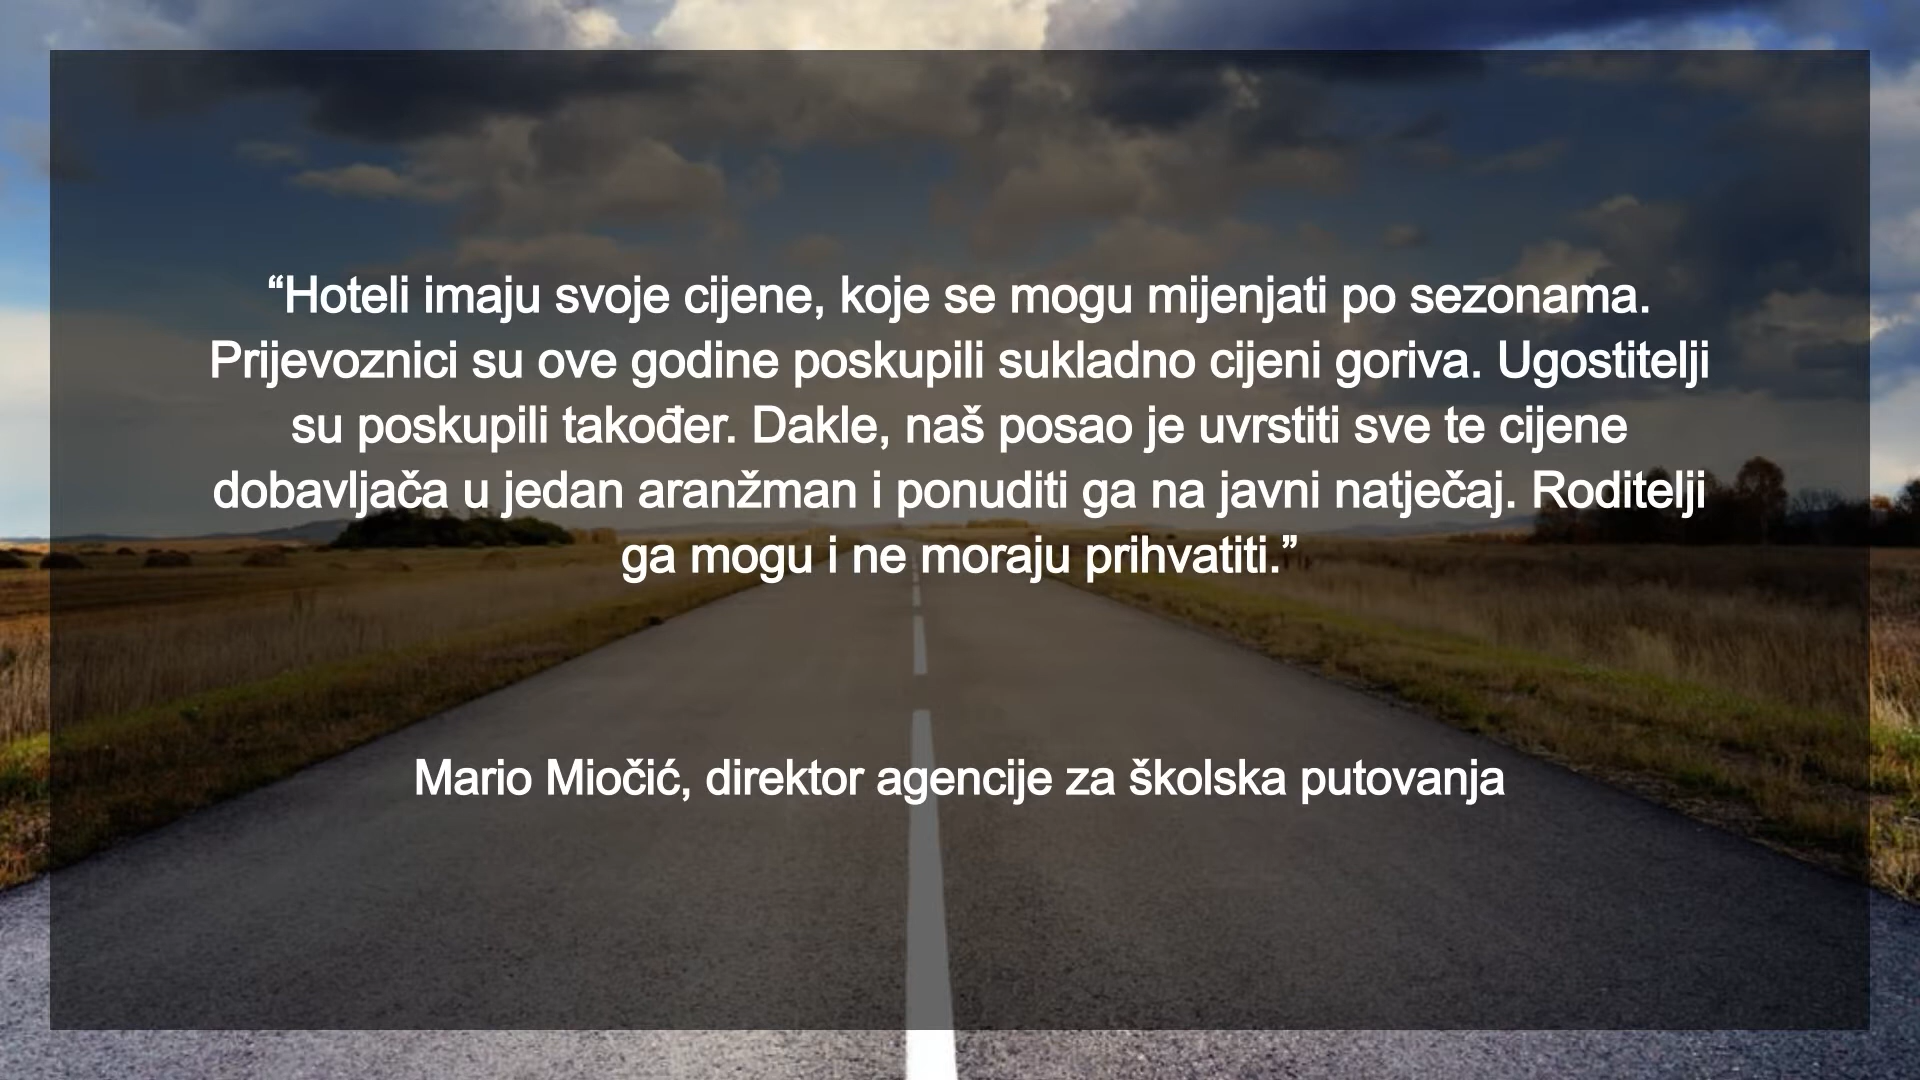 “Hoteli imaju svoje cijene, koje se mogu mijenjati po sezonama.
Prijevoznici su ove godine poskupili sukladno cijeni goriva. Ugostitelji
su poskupili također. Dakle, naš posao je uvrstiti sve te cijene
dobavljača u jedan aranžman i ponuditi ga na javni natječaj. Roditelji
ga mogu i ne moraju prihvatiti.”
Mario Miočić, direktor agencije za školska putovanja